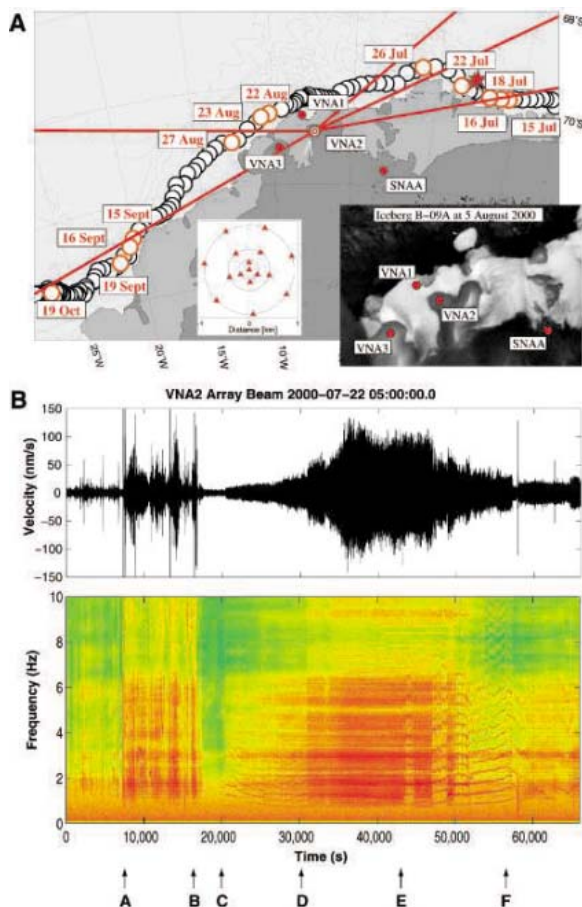 A
68°S
26 Jul
22 Jul
22 Aug
18 Jul
VNA1
23 Aug
70°S
27 Aug
VNA2
16 Jul
15 Jul
VNA3
SNAA
15 Sept
Iceberg B-09A at 5 August 2000
16 Sept
VNA1
19 Sept
VNA2
19 Oct
VNA3
SNAA
Distance [km]
25°W
20°W
15°W
10°W
B
VNA2 Array Beam 2000-07-22 05:00:00.0
Velocity (nm/s)
150
100
50
0
−50
−100
−150
Frequency (Hz)
10
8
6
4
2
0
0 10,000 20,000 30,000 40,000 50,000 60,000
Time (s)
A B C D E F